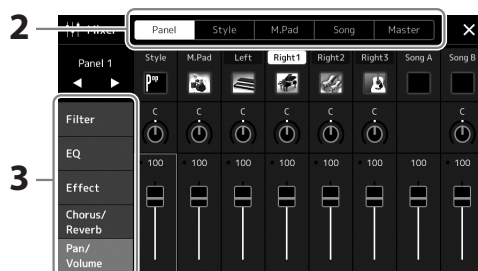 2
Mixer
Panel Style M.Pad Song Master
Panel 1
Style M.Pad Left Right1 Right2 Right3 Song A Song B
Pop
3
Filter
EQ
Effect
Chorus/
Reverb
Pan/
Volume
C C C C C C C
100 100 100 100 100 100 100 100